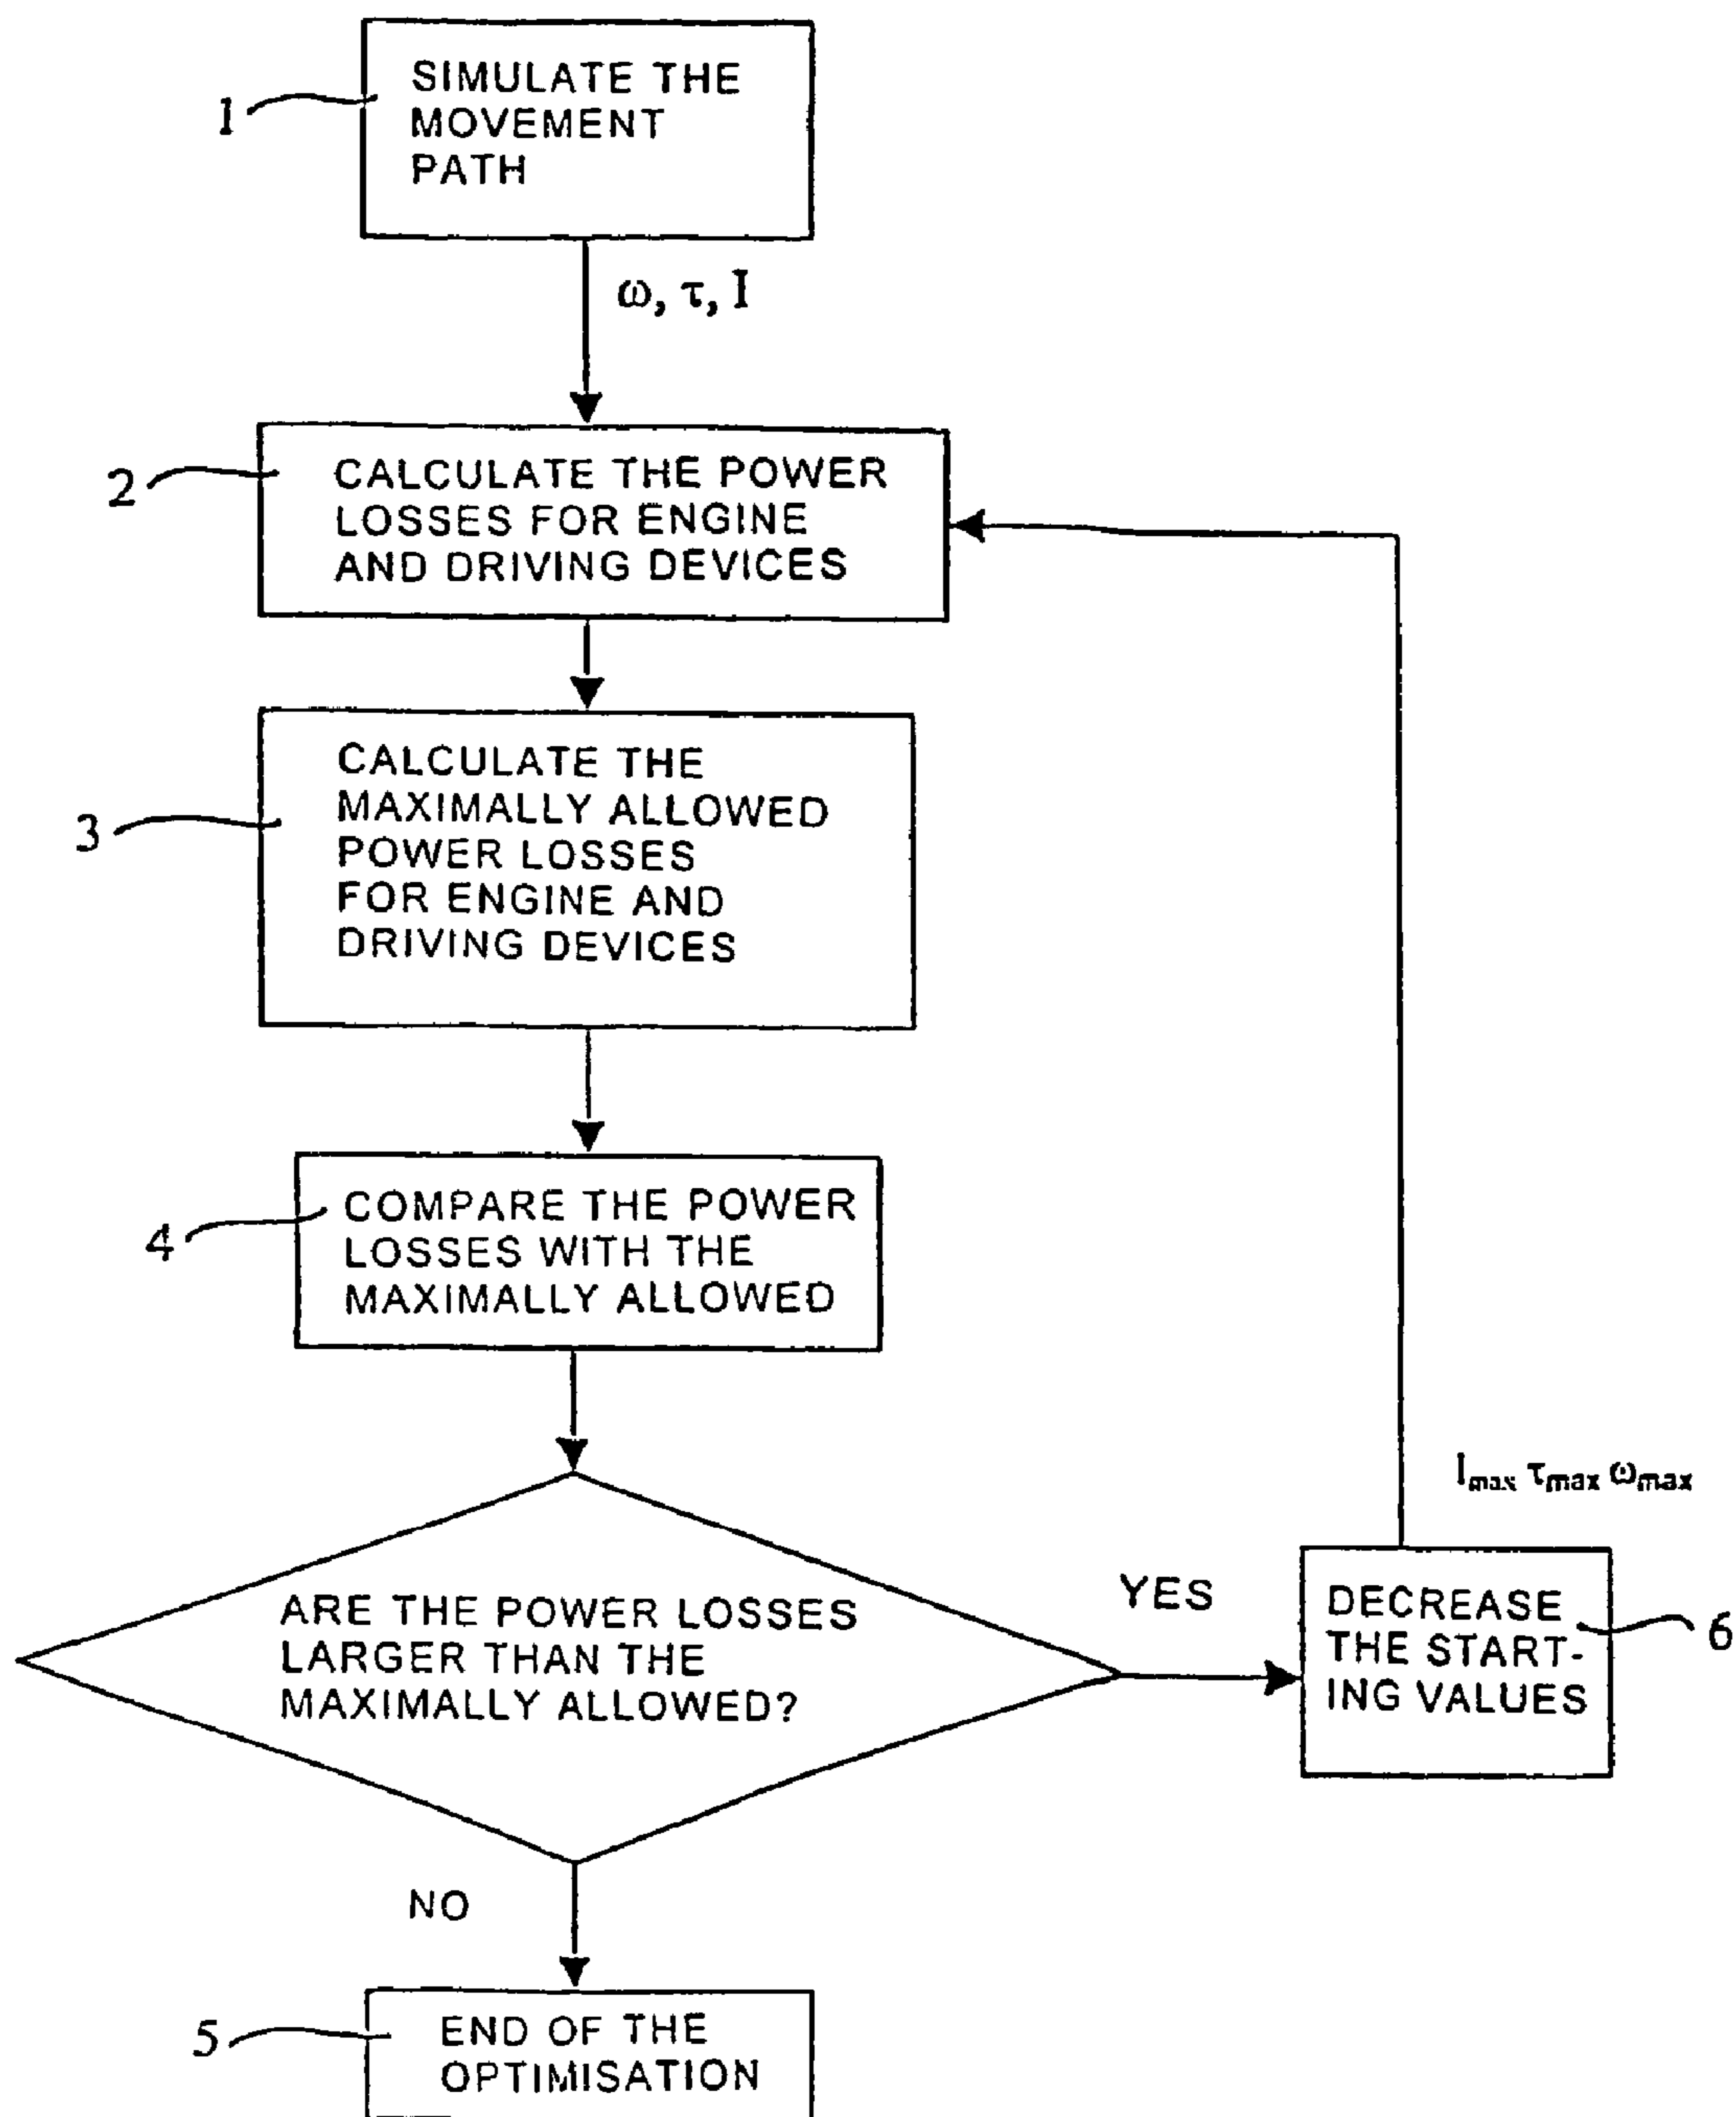 1
SIMULATE THE
MOVEMENT
PATH
ω, τ, I
2
CALCULATE THE POWER
LOSSES FOR ENGINE
AND DRIVING DEVICES
3
CALCULATE THE
MAXIMALLY ALLOWED
POWER LOSSES
FOR ENGINE AND
DRIVING DEVICES
4
COMPARE THE POWER
LOSSES WITH THE
MAXIMALLY ALLOWED
ARE THE POWER LOSSES
LARGER THAN THE
MAXIMALLY ALLOWED?
YES
Imax τmax ωmax
DECREASE
THE START-
ING VALUES
6
NO
5
END OF THE
OPTIMISATION